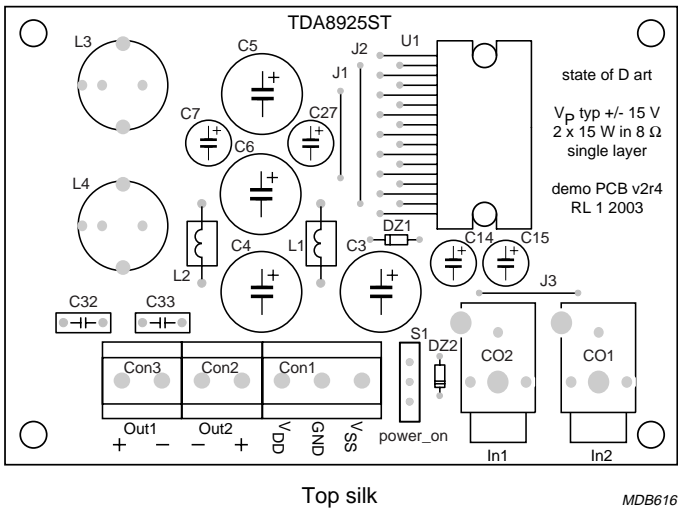 TDA8925ST
L3
C5
J2
U1
J1
state of D art
C7
C27
VP typ +/- 15 V
2 x 15 W in 8 Ω
single layer
C6
L4
demo PCB v2r4
RL 1 2003
DZ1
C14
C15
L2
C4
L1
C3
J3
C32
C33
S1
DZ2
Con3
Con2
Con1
CO2
CO1
Out1
Out2
VDD
GND
VSS
power_on
+ − − +
In1
In2
Top silk
MDB616